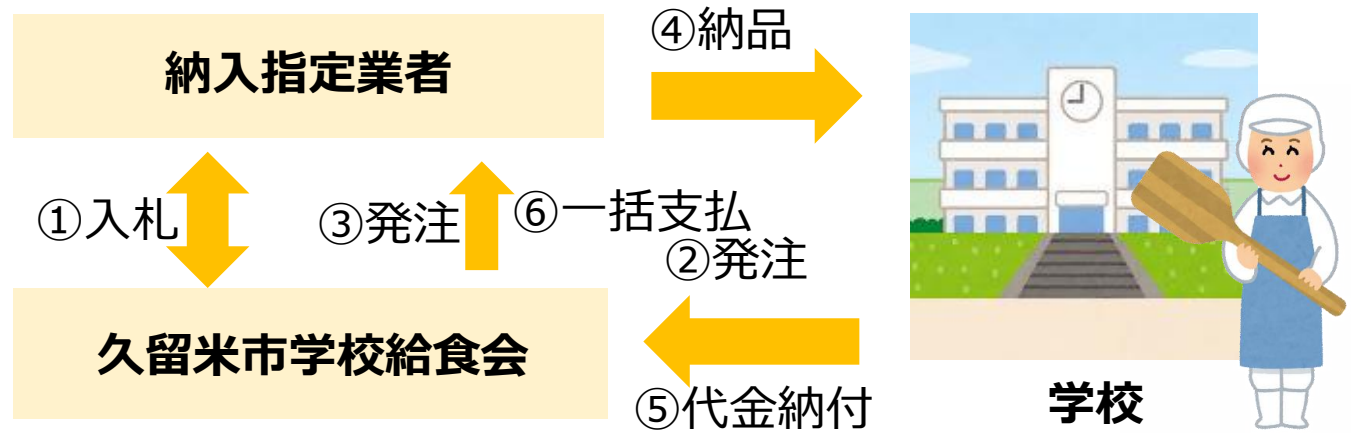 ④納品
納入指定業者
①入札
③発注
⑥一括支払
②発注
久留米市学校給食会
⑤代金納付
学校